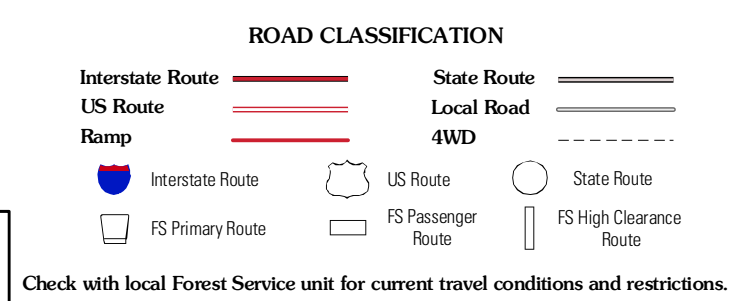 ROAD CLASSIFICATION
Interstate Route
State Route
US Route
Local Road
Ramp
4WD
Interstate Route
US Route
State Route
FS Primary Route
FS Passenger
Route
FS High Clearance
Route
Check with local Forest Service unit for current travel conditions and restrictions.